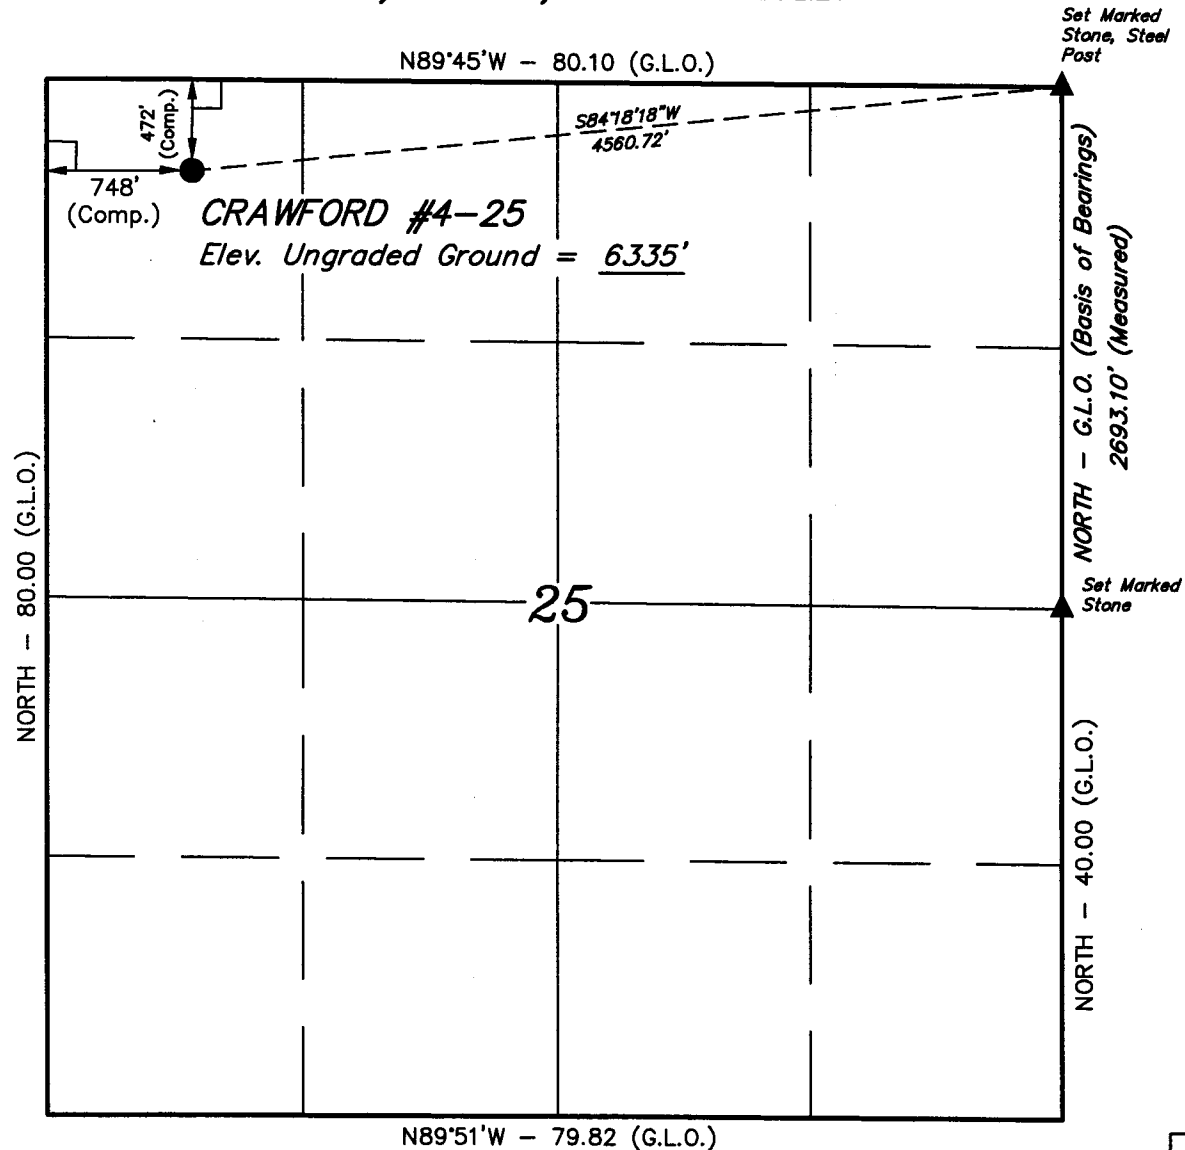 Set Marked
Stone, Steel
Post
N89°45'W - 80.10 (G.L.O.)
S84°18'18"W
4560.72'
472'
(Comp.)
748'
(Comp.)
CRAWFORD #4-25
Elev. Ungraded Ground = 6335'
NORTH - G.L.O. (Basis of Bearings)
2693.10' (Measured)
NORTH - 80.00 (G.L.O.)
25
Set Marked
Stone
NORTH - 40.00 (G.L.O.)
N89°51'W - 79.82 (G.L.O.)